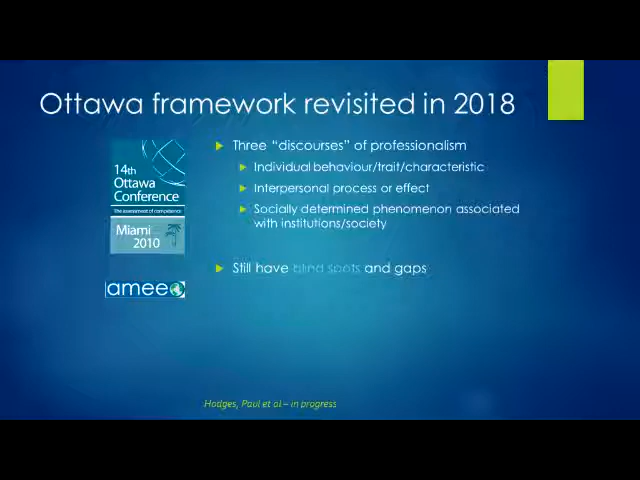 Ottawa framework revisited in 2018
14th
Ottawa
Conference
The assessment of competence
Miami
2010
amee
Three “discourses” of professionalism
Individual behaviour/trait/characteristic
Interpersonal process or effect
Socially determined phenomenon associated
with institutions/society
Still have blind spots and gaps
Hodges, Paul et al – in progress